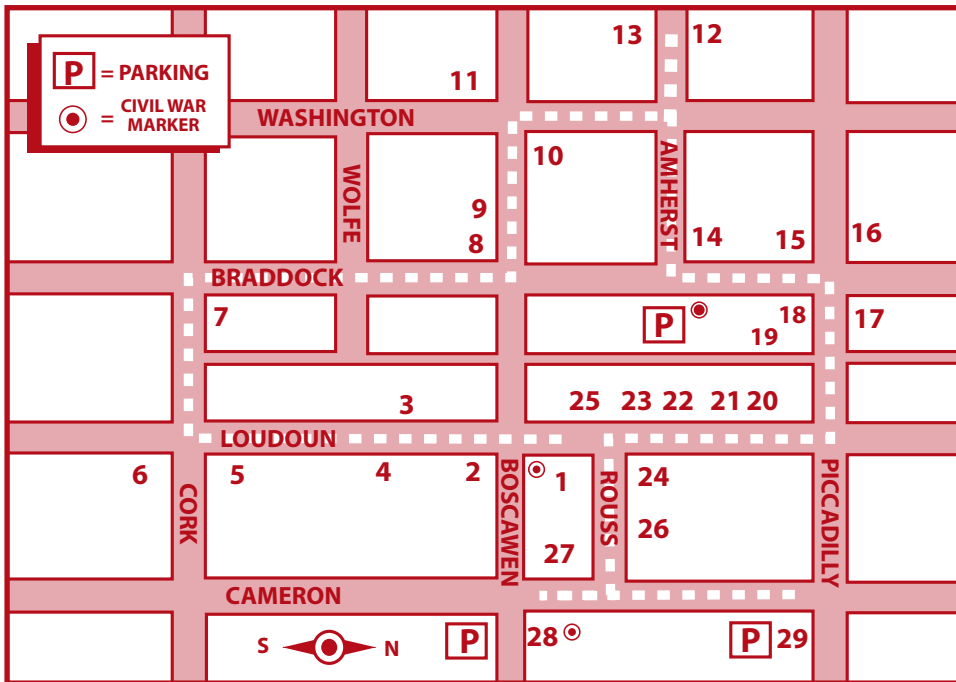 13
12
P = PARKING
= CIVIL WAR
MARKER
11
WASHINGTON
WOLFE
10
AMHERST
9
8
14
15
16
BRADDOCK
7
P
18
19
17
3
25
23
22
21
20
LOUDOUN
6
CORK
5
4
2
BOSCAWEN
1
ROUSS
24
PICCADILLY
26
27
CAMERON
S
N
P
28
P
29